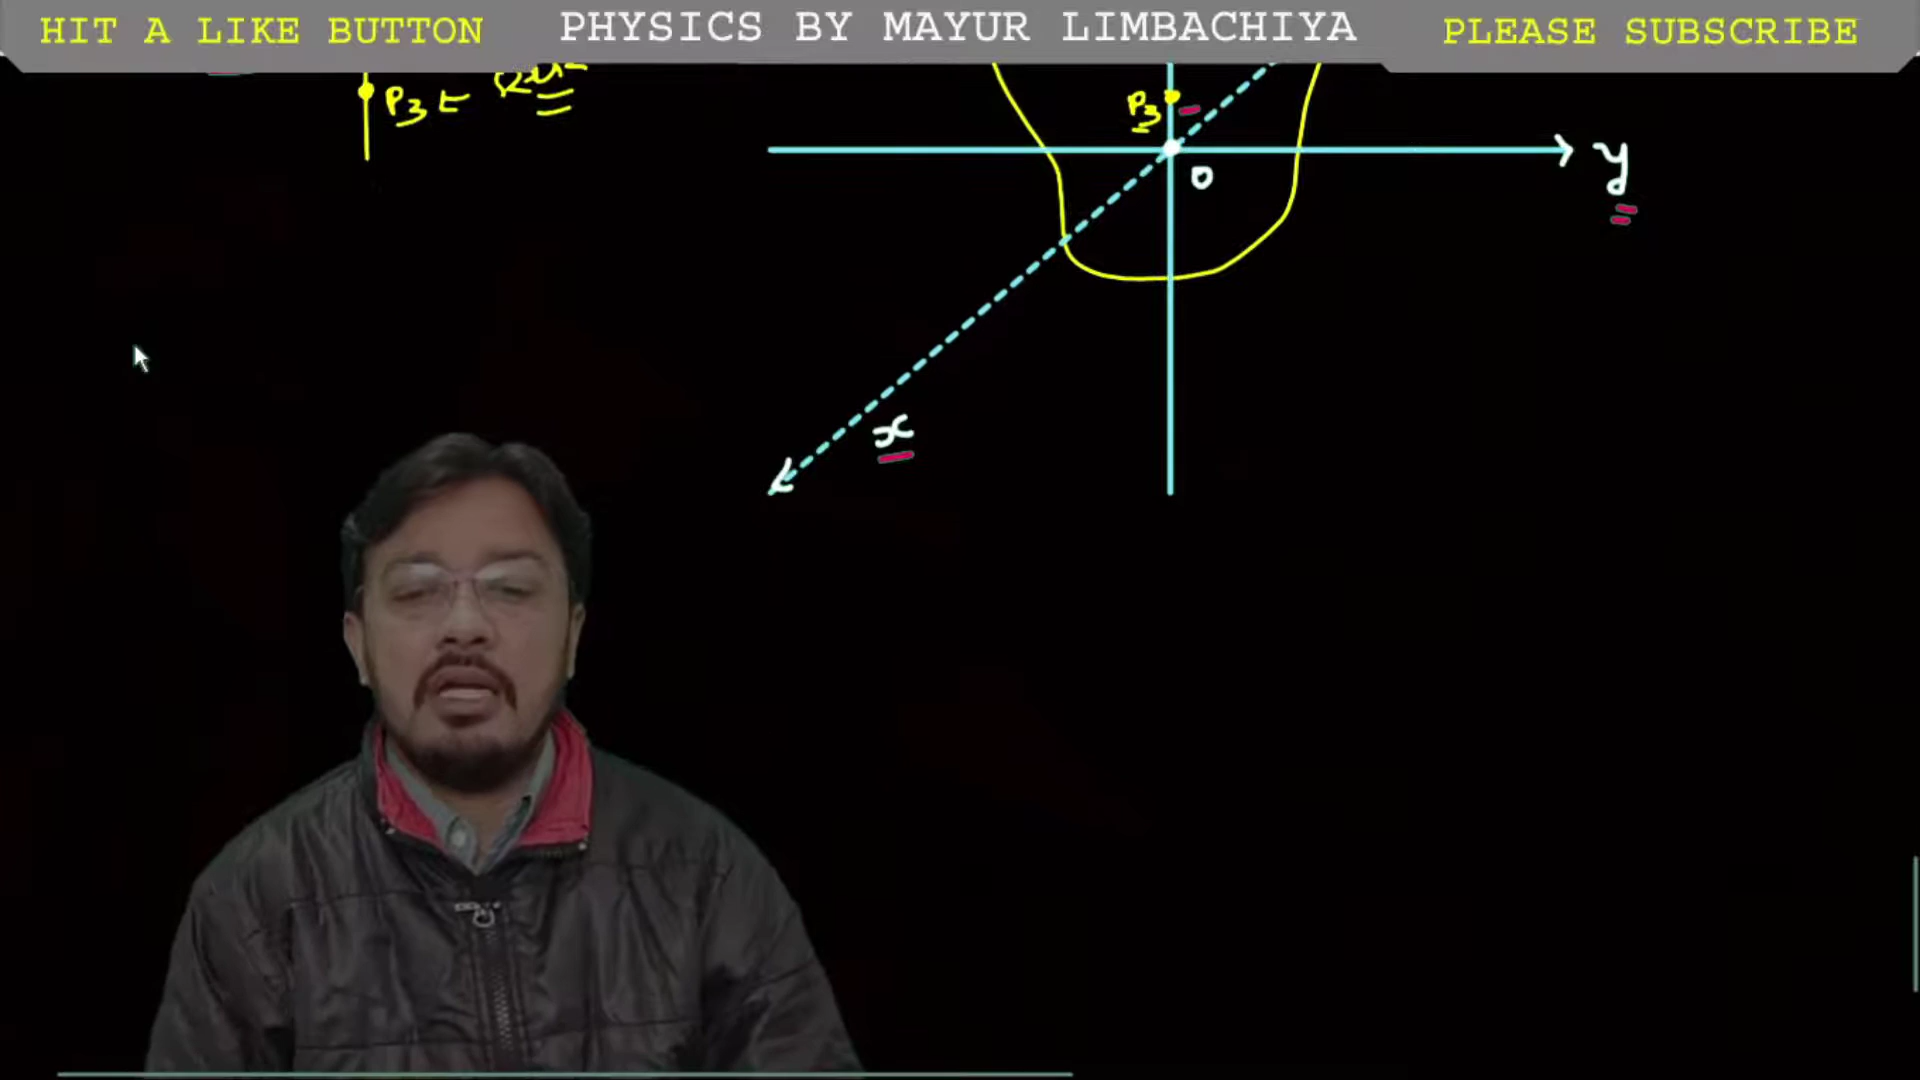 HIT A LIKE BUTTON
PHYSICS BY MAYUR LIMBACHIYA
PLEASE SUBSCRIBE
P3
P3
O
y
x